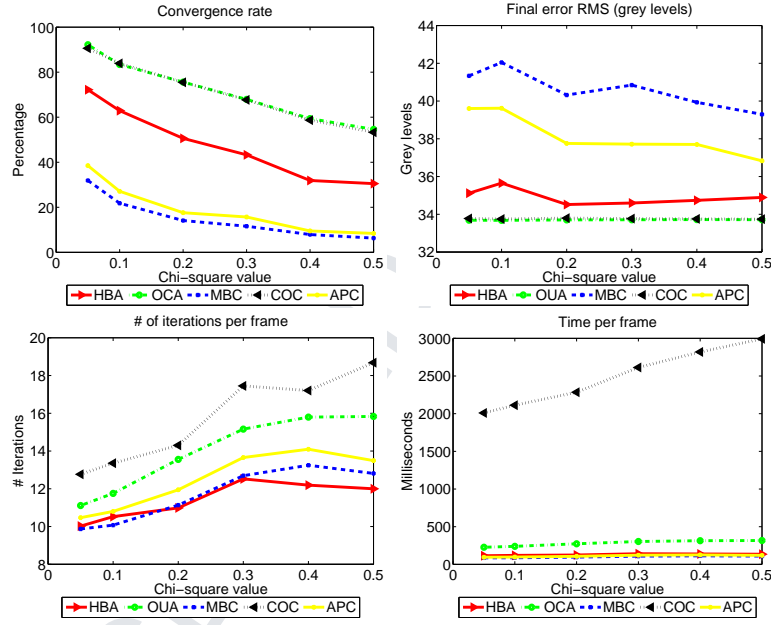 Convergence rate
100
80
60
40
20
0
Percentage
0 0.1 0.2 0.3 0.4 0.5
Chi-square value
HBA OCA MBC COC APC
Final error RMS (grey levels)
44
42
40
38
36
34
32
Grey levels
0 0.1 0.2 0.3 0.4 0.5
Chi-square value
HBA OUA MBC COC APC
# of iterations per frame
20
18
16
14
12
10
8
# Iterations
0 0.1 0.2 0.3 0.4 0.5
Chi-square value
HBA OUA MBC COC APC
Time per frame
3000
2500
2000
1500
1000
500
0
Milliseconds
0 0.1 0.2 0.3 0.4 0.5
Chi-square value
HBA OCA MBC COC APC